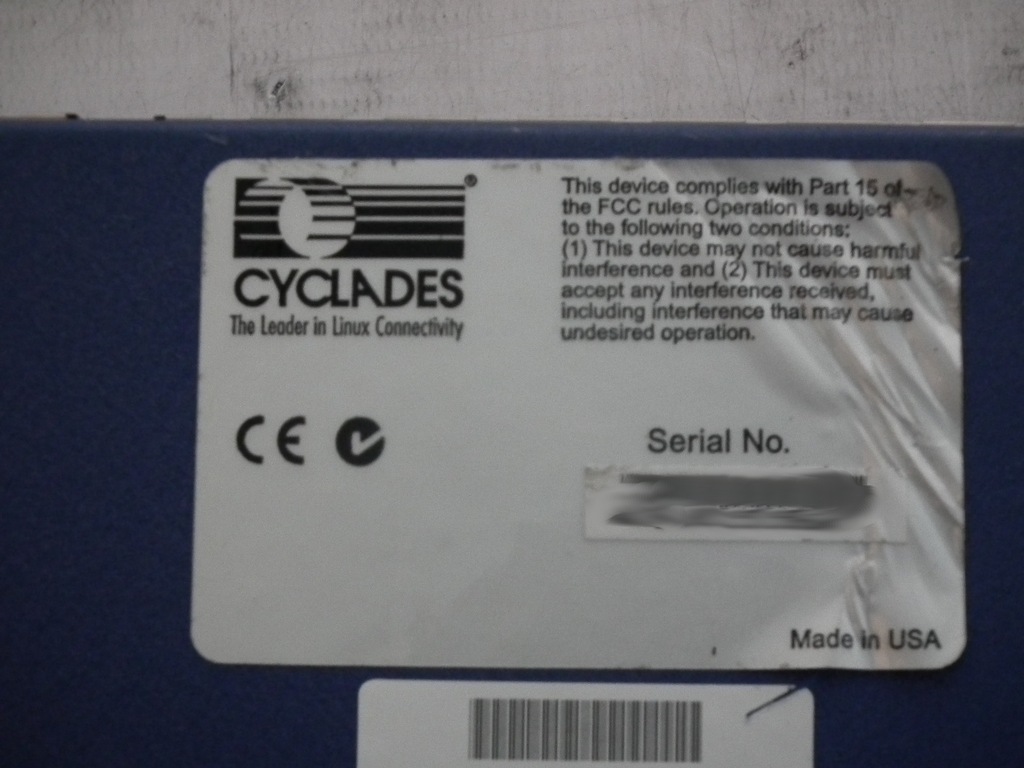 ®
CYCLADES
The Leader in Linux Connectivity
This device complies with Part 15 of
the FCC rules. Operation is subject
to the following two conditions:
(1) This device may not cause harmful
interference and (2) This device must
accept any interference received,
including interference that may cause
undesired operation.
CE
Serial No.
Made in USA